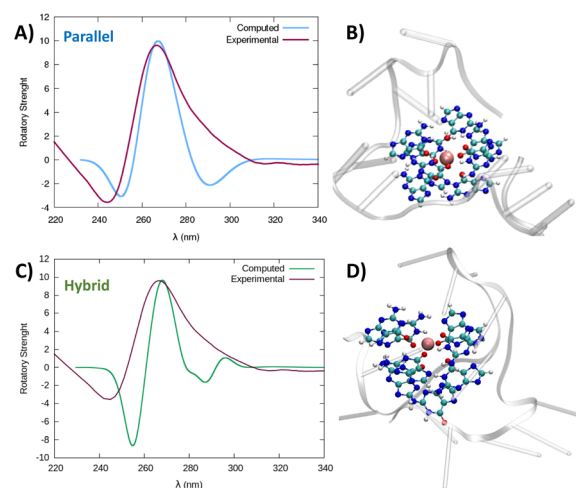 A)
Parallel
Computed
Experimental
Rotatory Strenght
12
10
8
6
4
2
0
-2
-4
220 240 260 280 300 320 340
λ (nm)
B)
C)
Hybrid
Computed
Experimental
Rotatory Strenght
12
10
8
6
4
2
0
-2
-4
-6
-8
-10
220 240 260 280 300 320 340
λ (nm)
D)